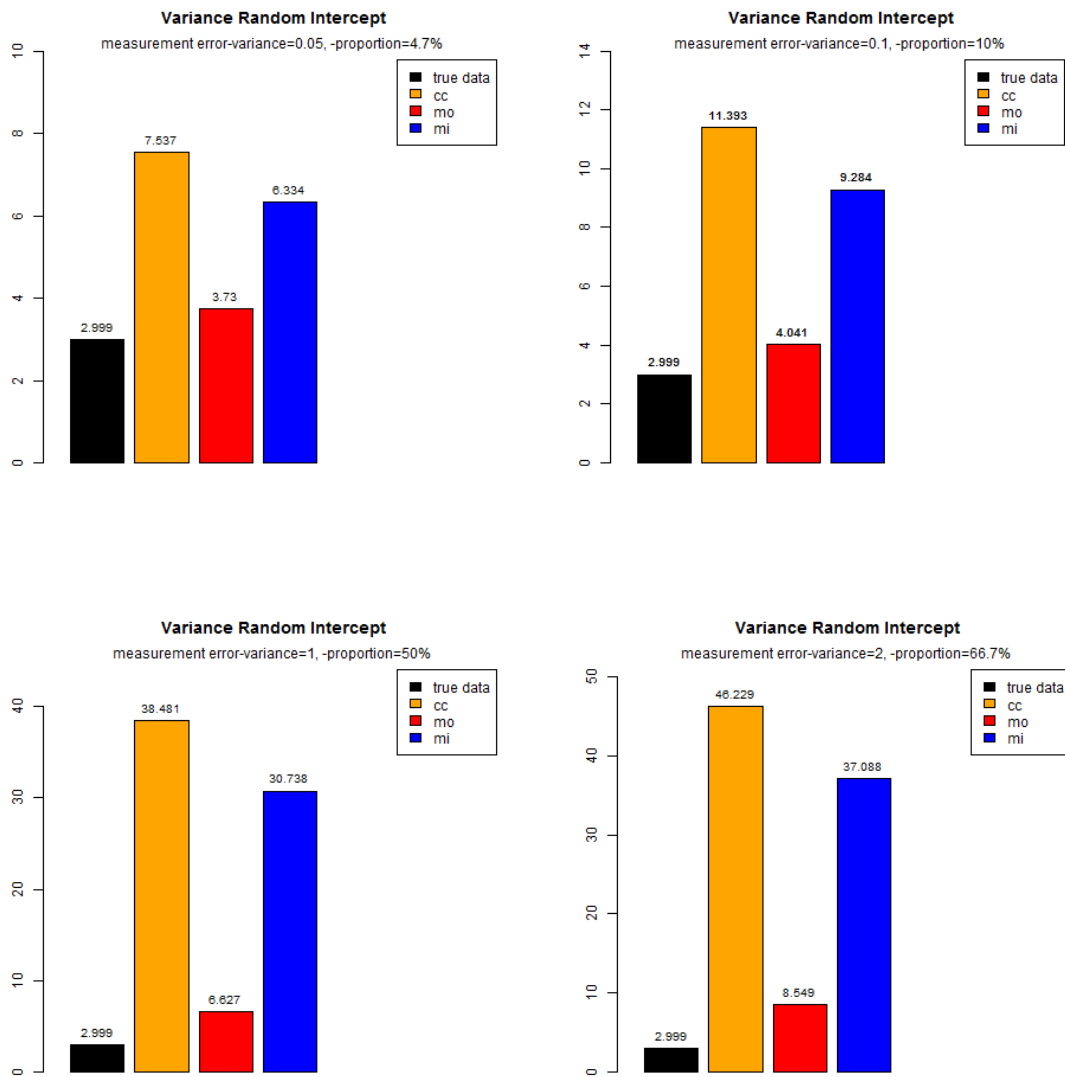 Variance Random Intercept
measurement error-variance=0.05, -proportion=4.7%
true data
cc
mo
mi
10
8
6
4
2
0
7.537
6.334
3.73
2.999
Variance Random Intercept
measurement error-variance=0.1, -proportion=10%
true data
cc
mo
mi
14
12
10
8
6
4
2
0
11.393
9.284
4.041
2.999
Variance Random Intercept
measurement error-variance=1, -proportion=50%
true data
cc
mo
mi
40
30
20
10
0
38.481
30.738
6.627
2.999
Variance Random Intercept
measurement error-variance=2, -proportion=66.7%
true data
cc
mo
mi
50
40
30
20
10
0
46.229
37.088
8.549
2.999